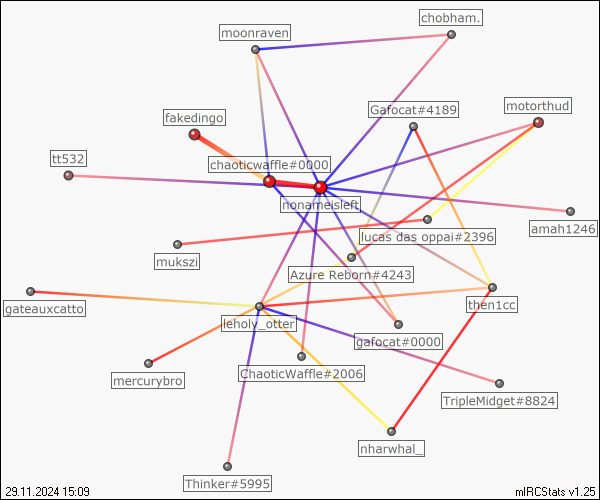 chobham.
moonraven
Gafocat#4189
motorthud
fakedingo
tt532
chaoticwaffle#0000
nonameisleft
amah1246
lucas das oppai#2396
mukszi
Azure Reborn#4243
gateauxcatto
then1cc
leholy_otter
gafocat#0000
mercurybro
ChaoticWaffle#2006
TripleMidget#8824
nharwhal_
Thinker#5995
29.11.2024 15:09
mIRCStats v1.25